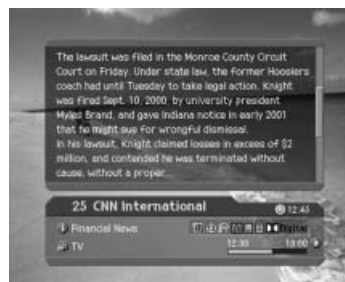 The lawsuit was filed in the Monroe County Circuit
Court on Friday. Under state law, the former Hoosiers
coach had until Tuesday to take legal action. Knight
was fired Sept. 10, 2000, by university president
Myles Brand, and gave Indiana notice in early 2001
that he might sue for wrongful dismissal.
In his lawsuit, Knight claimed losses in excess of $2
million, and contended he was terminated without
cause, without a proper...
25 CNN International
12:45
Financial News
Digital
TV
12:30 13:00